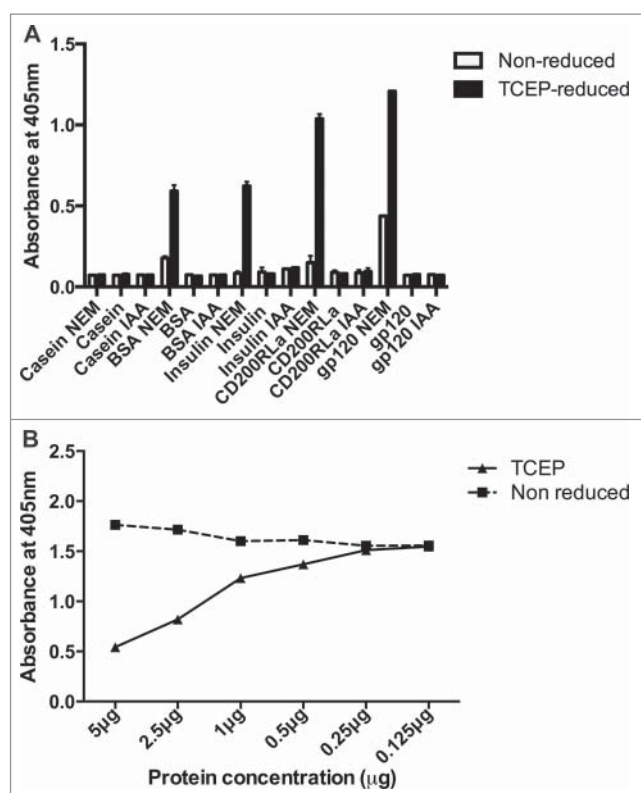 A
Absorbance at 405nm
1.5
1.0
0.5
0.0
Non-reduced
TCEP-reduced
Casein NEM
Casein
Casein IAA
BSA NEM
BSA
BSA IAA
Insulin NEM
Insulin
Insulin IAA
CD200RLa NEM
CD200RLa
CD200RLa IAA
gp120 NEM
gp120
gp120 IAA
B
Absorbance at 405nm
2.5
2.0
1.5
1.0
0.5
0.0
TCEP
Non reduced
5µg
2.5µg
1µg
0.5µg
0.25µg
0.125µg
Protein concentration (µg)